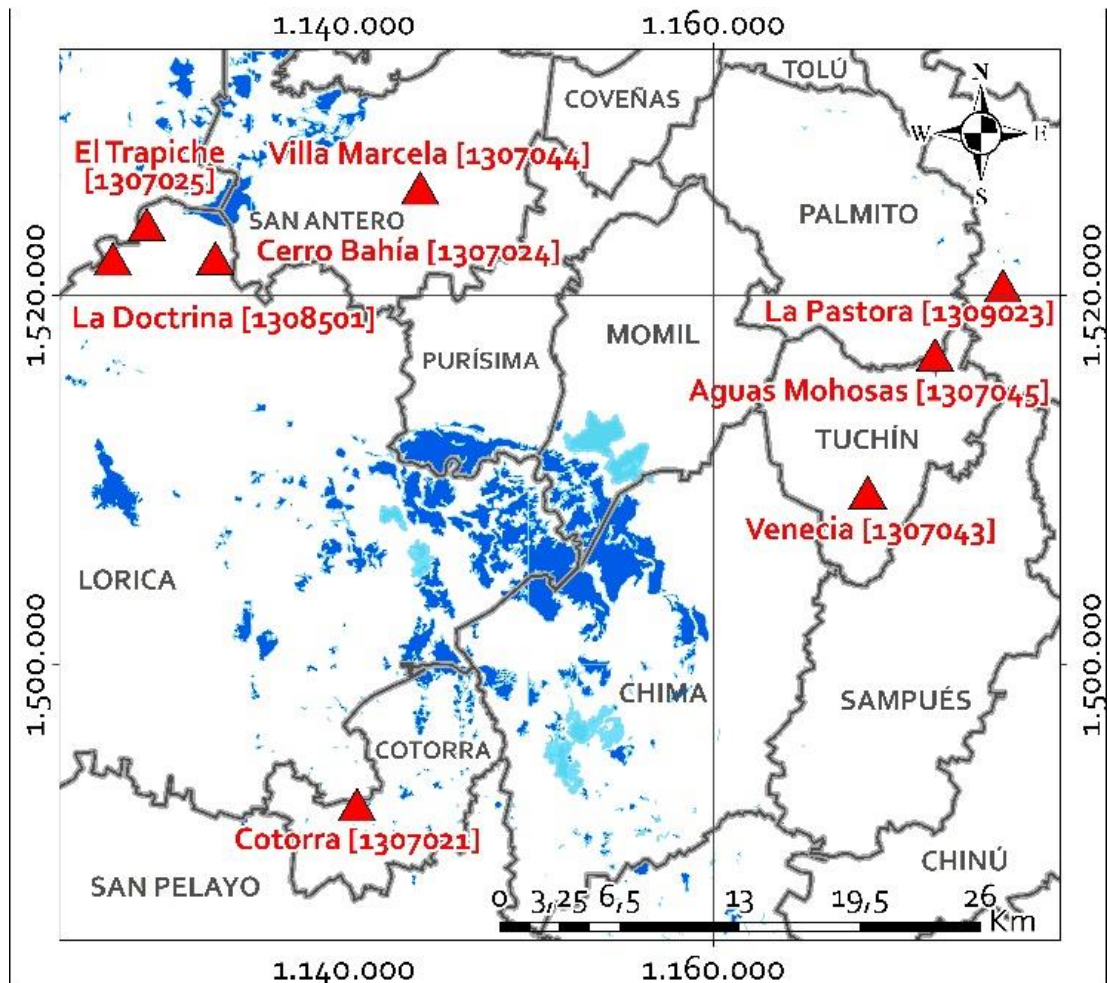 1.140.000
1.160.000
TOLÚ
COVEÑAS
N
W
E
S
El Trapiche
[1307025]
Villa Marcela [1307044]
SAN ANTERO
PALMITO
Cerro Bahía [1307024]
La Doctrina [1308501]
La Pastora [1309023]
1.520.000
1.520.000
MOMIL
PURÍSIMA
Aguas Mohosas [1307045]
TUCHÍN
Venecia [1307043]
LORICA
1.500.000
1.500.000
CHIMA
SAMPUÉS
COTORRA
Cotorra [1307021]
CHINÚ
SAN PELAYO
0 3,25 6,5 13 19,5 26
Km
1.140.000
1.160.000